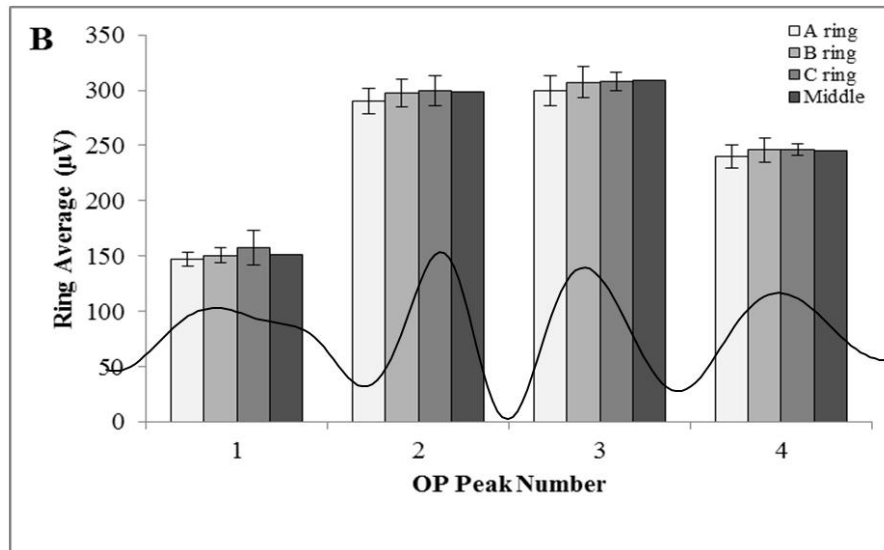 B
A ring
B ring
C ring
Middle
Ring Average (µV)
350
300
250
200
150
100
50
0
1 2 3 4
OP Peak Number